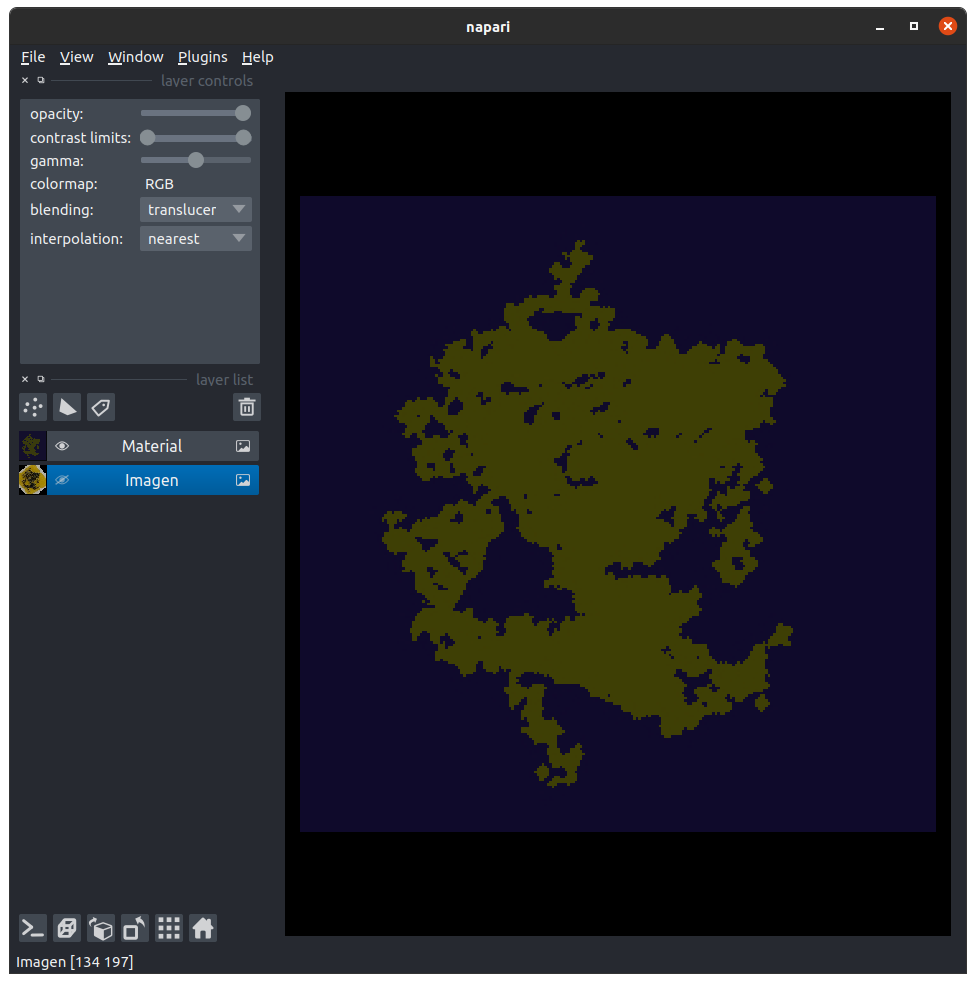 napari
File View Window Plugins Help
layer controls
opacity:
contrast limits:
gamma:
colormap: RGB
blending: translucer
interpolation: nearest
layer list
Material
Imagen
Imagen [134 197]